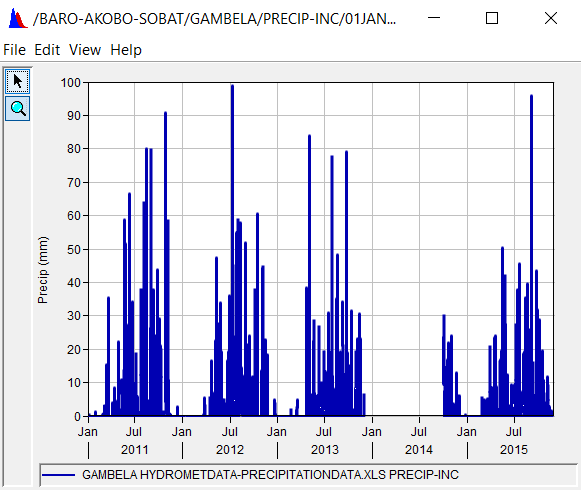 /BARO-AKOBO-SOBAT/GAMBELA/PRECIP-INC/01JAN...
File Edit View Help
100
90
80
70
60
50
40
30
20
10
0
Precip (mm)
Jan Jul Jan Jul Jan Jul Jan Jul Jan Jul
2011 2012 2013 2014 2015
GAMBELA HYDROMETDATA-PRECIPITATIONDATA.XLS PRECIP-INC